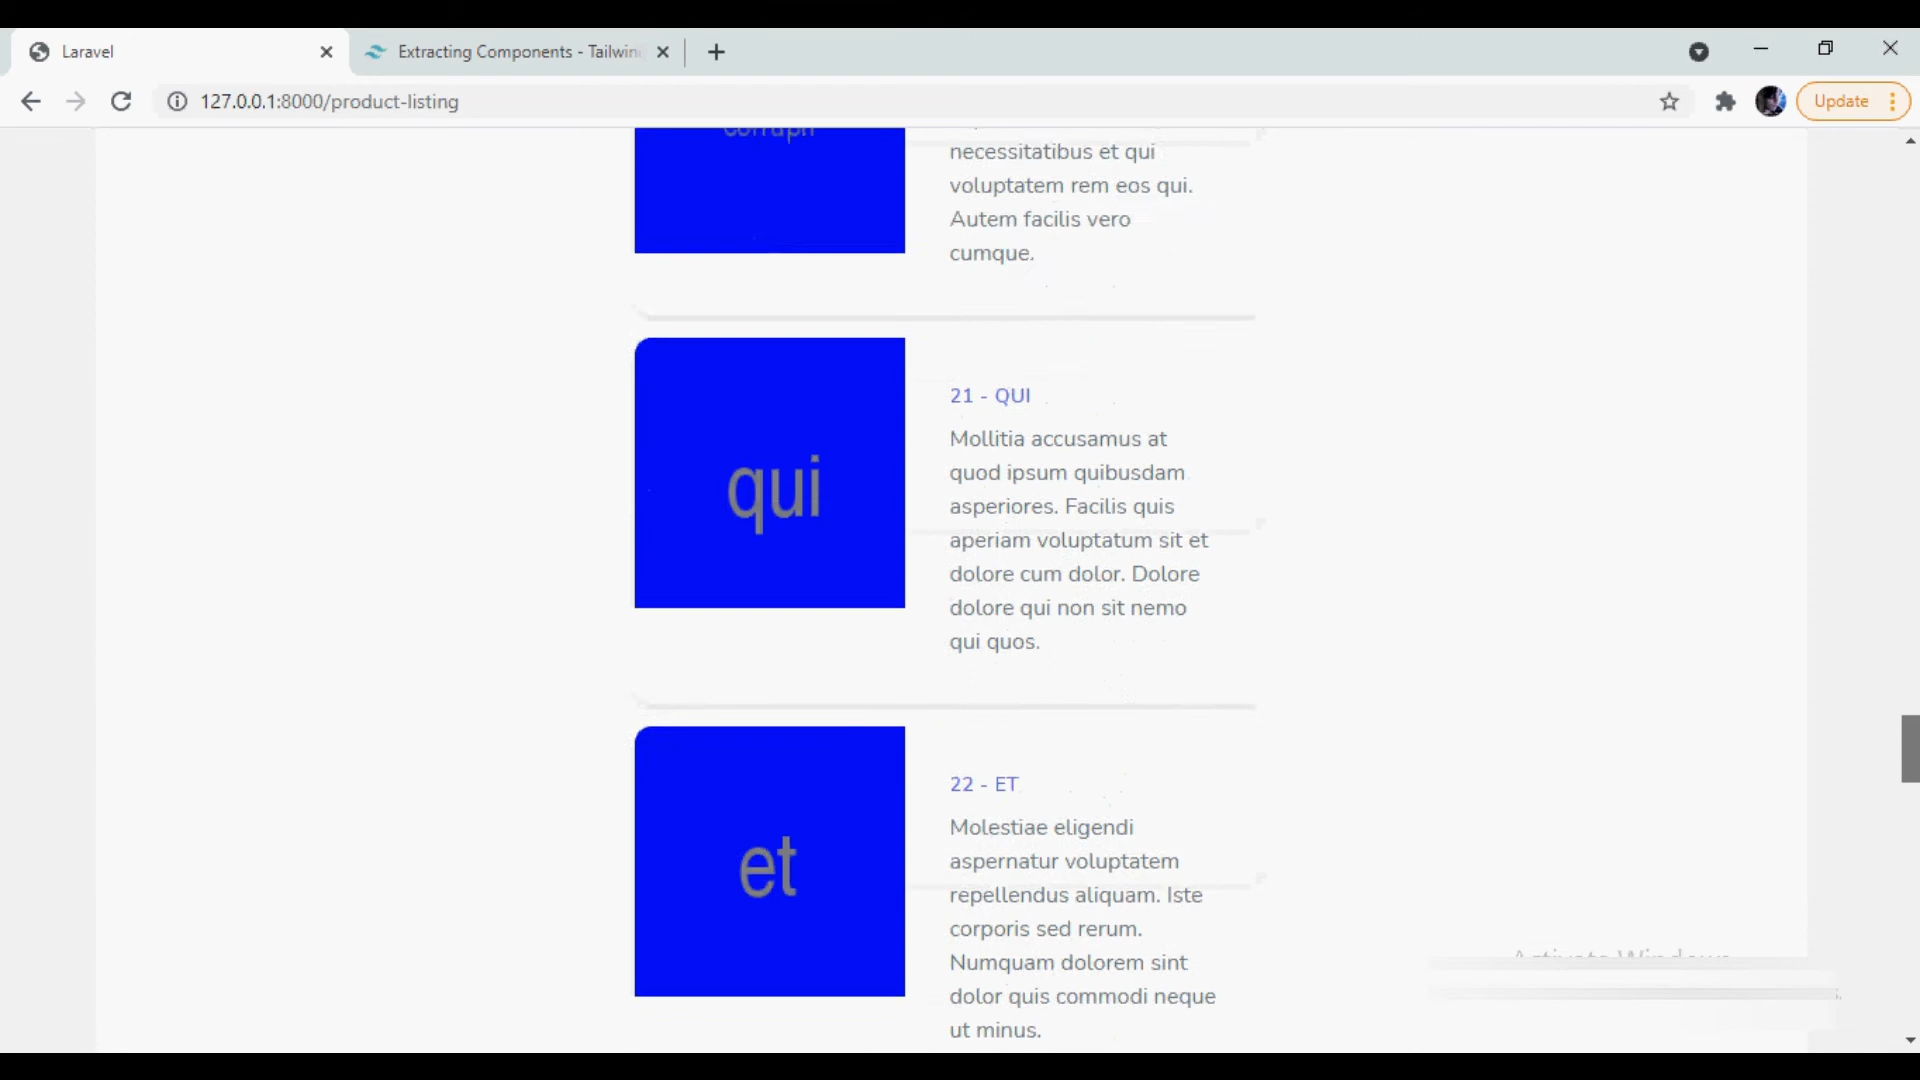 Laravel
Extracting Components - Tailwin
127.0.0.1:8000/product-listing
Update
necessitatibus et qui
voluptatem rem eos qui.
Autem facilis vero
cumque.
qui
21 - QUI
Mollitia accusamus at
quod ipsum quibusdam
asperiores. Facilis quis
aperiam voluptatum sit et
dolore cum dolor. Dolore
dolore qui non sit nemo
qui quos.
et
22 - ET
Molestiae eligendi
aspernatur voluptatem
repellendus aliquam. Iste
corporis sed rerum.
Numquam dolorem sint
dolor quis commodi neque
ut minus.
Activate Windows